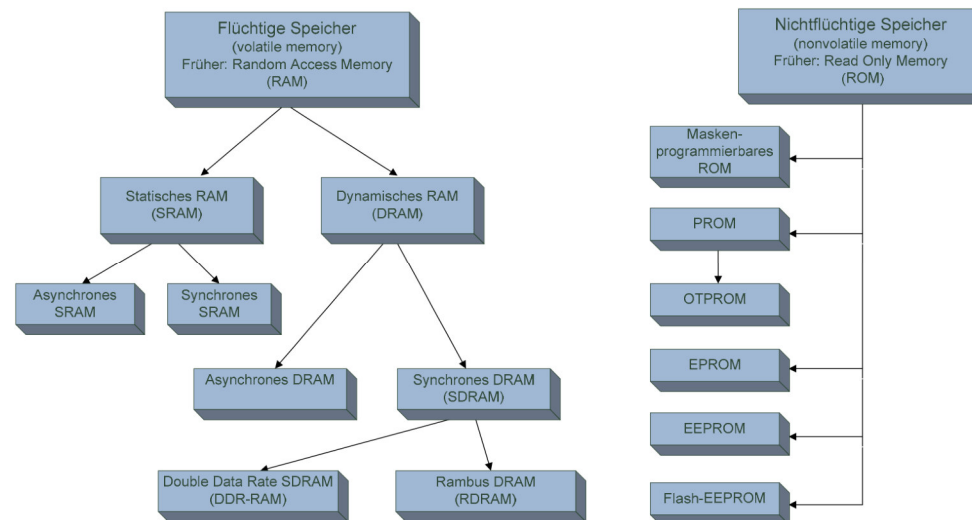 Flüchtige Speicher
(volatile memory)
Früher: Random Access Memory
(RAM)
Statisches RAM
(SRAM)
Dynamisches RAM
(DRAM)
Asynchrones
SRAM
Synchrones
SRAM
Asynchrones DRAM
Synchrones DRAM
(SDRAM)
Double Data Rate SDRAM
(DDR-RAM)
Rambus DRAM
(RDRAM)
Nichtflüchtige Speicher
(nonvolatile memory)
Früher: Read Only Memory
(ROM)
Masken-
programmierbares
ROM
PROM
OTPROM
EPROM
EEPROM
Flash-EEPROM